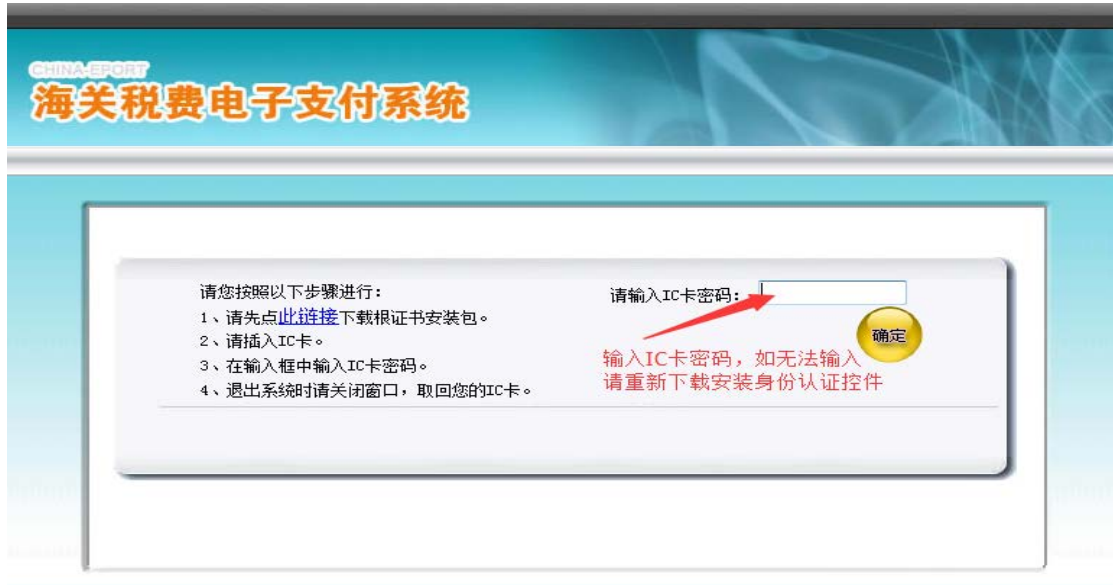 CHINA-EPORT
海关税费电子支付系统
请您按照以下步骤进行:
1、请先点此链接下载根证书安装包。
2、请插入IC卡。
3、在输入框中输入IC卡密码。
4、退出系统时请关闭窗口，取回您的IC卡。
请输入IC卡密码:
确定
输入IC卡密码，如无法输入
请重新下载安装身份认证控件